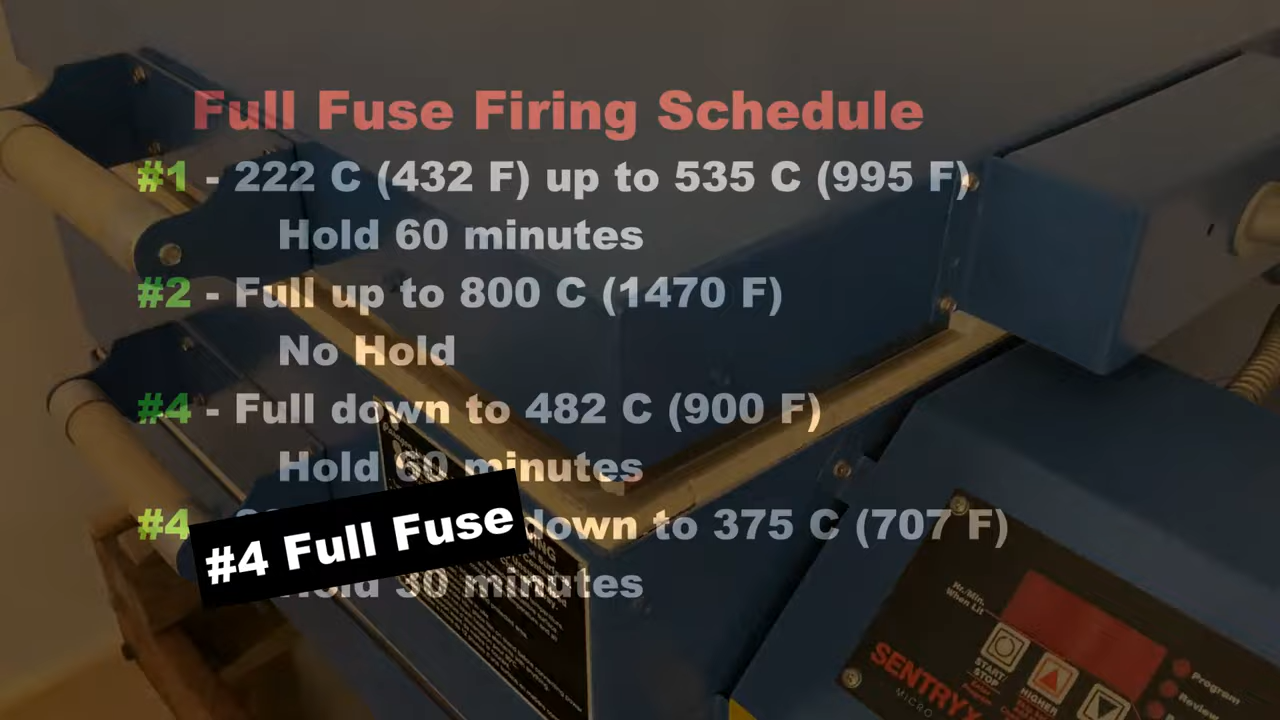 Full Fuse Firing Schedule
#1 - 222 C (432 F) up to 535 C (995 F)
Hold 60 minutes
#2 - Full up to 800 C (1470 F)
No Hold
#4 - Full down to 482 C (900 F)
Hold 60 minutes
#4 down to 375 C (707 F)
#4 Full Fuse
Hold 30 minutes
Hr./Min.
When Lit
START
STOP
HIGHER
Program
Review
SENTRYX
MICRO